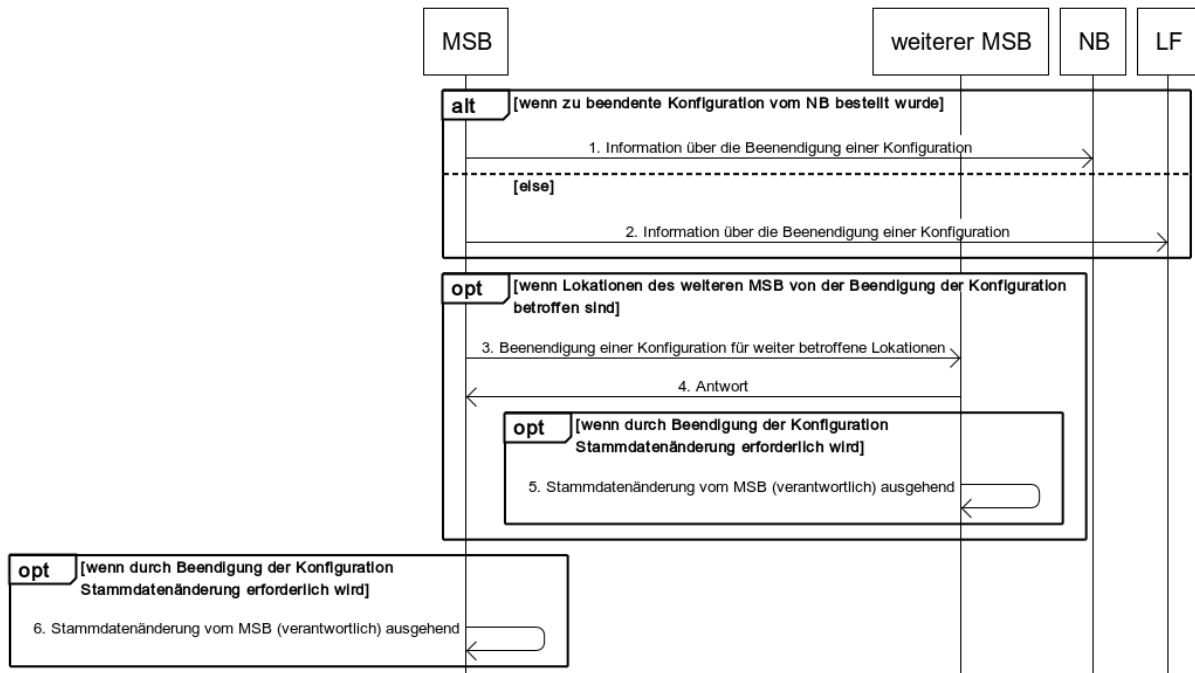 MSB
weiterer MSB
NB
LF
alt
[wenn zu beendente Konfiguration vom NB bestellt wurde]
1. Information über die Beenendigung einer Konfiguration
[else]
2. Information über die Beenendigung einer Konfiguration
opt
[wenn Lokationen des weiteren MSB von der Beendigung der Konfiguration
betroffen sind]
3. Beenendigung einer Konfiguration für weiter betroffene Lokationen
4. Antwort
opt
[wenn durch Beendigung der Konfiguration
Stammdatenänderung erforderlich wird]
5. Stammdatenänderung vom MSB (verantwortlich) ausgehend
opt
[wenn durch Beendigung der Konfiguration
Stammdatenänderung erforderlich wird]
6. Stammdatenänderung vom MSB (verantwortlich) ausgehend